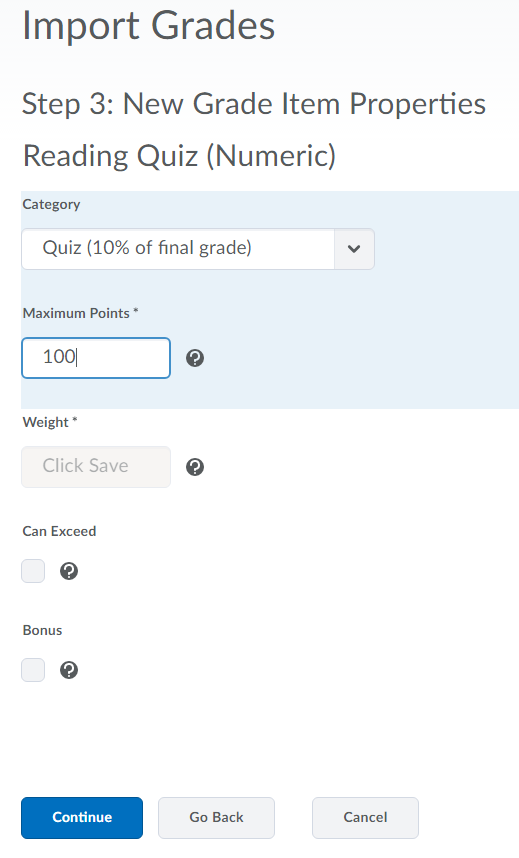 Import Grades
Step 3: New Grade Item Properties
Reading Quiz (Numeric)
Category
Quiz (10% of final grade)
Maximum Points *
100
Weight *
Click Save
Can Exceed
Bonus
Continue Go Back Cancel